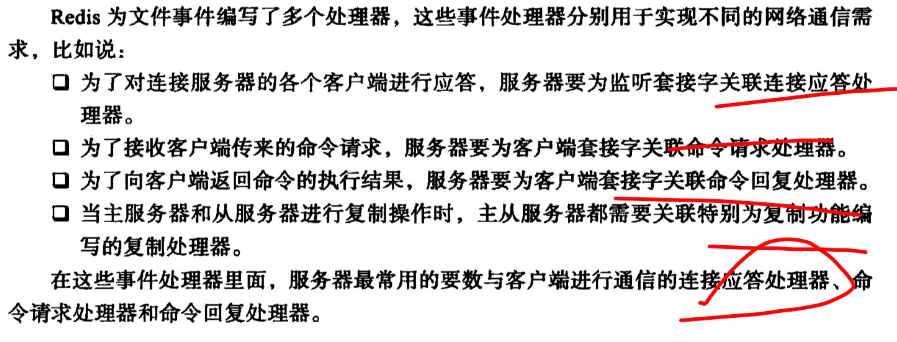 Redis 为文件事件编写了多个处理器，这些事件处理器分别用于实现不同的网络通信需
求，比如说：
❑ 为了对连接服务器的各个客户端进行应答，服务器要为监听套接字关联连接应答处
理器。
❑ 为了接收客户端传来的命令请求，服务器要为客户端套接字关联命令请求处理器。
❑ 为了向客户端返回命令的执行结果，服务器要为客户端套接字关联命令回复处理器。
❑ 当主服务器和从服务器进行复制操作时，主从服务器都需要关联特别为复制功能编
写的复制处理器。
在这些事件处理器里面，服务器最常用的要数与客户端进行通信的连接应答处理器、命
令请求处理器和命令回复处理器。